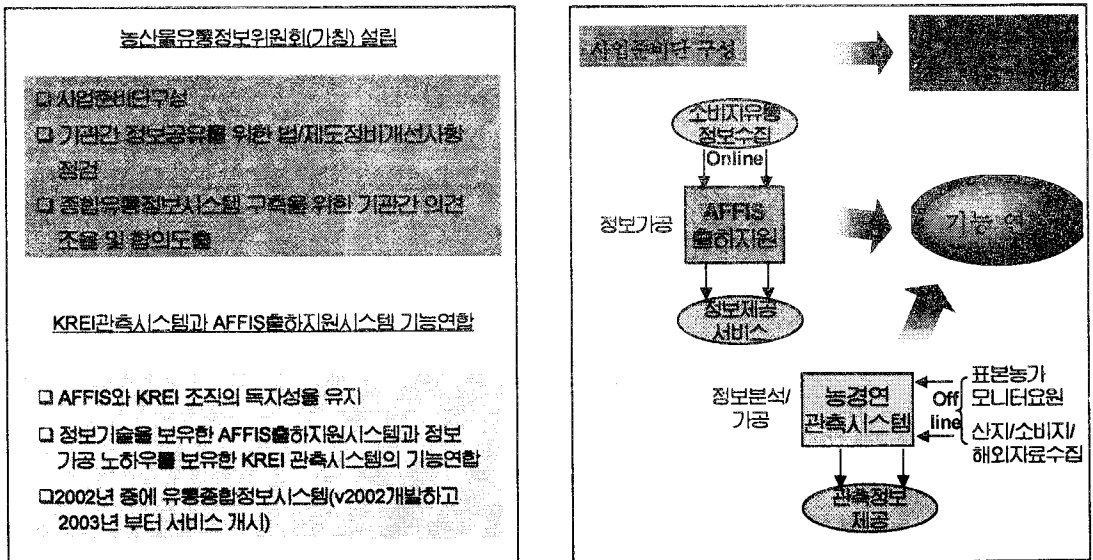 농산물유통정보위원회(가칭) 설립
❑ 사업준비단구성
❑ 기관간 정보공유를 위한 법/제도정비개선사항
점검
❑ 종합유통정보시스템 구축을 위한 기관간 의견
조율 및 합의도출
KREI관측시스템과 AFFIS출하지원시스템 기능연합
❑ AFFIS와 KREI 조직의 독자성을 유지
❑ 정보기술을 보유한 AFFIS출하지원시스템과 정보
가공 노하우를 보유한 KREI 관측시스템의 기능연합
❑2002년 중에 유통종합정보시스템(v2002개발하고
2003년 부터 서비스 개시)
사업준비단 구성
소비지유통
정보수집
Online
정보가공
AFFIS
출하지원
기능 연
정보제공
서비스
정보분석/
가공
농경연
관측시스템
Off
line
표본농가
모니터요원
산지/소비지/
해외자료수집
관측정보
제공